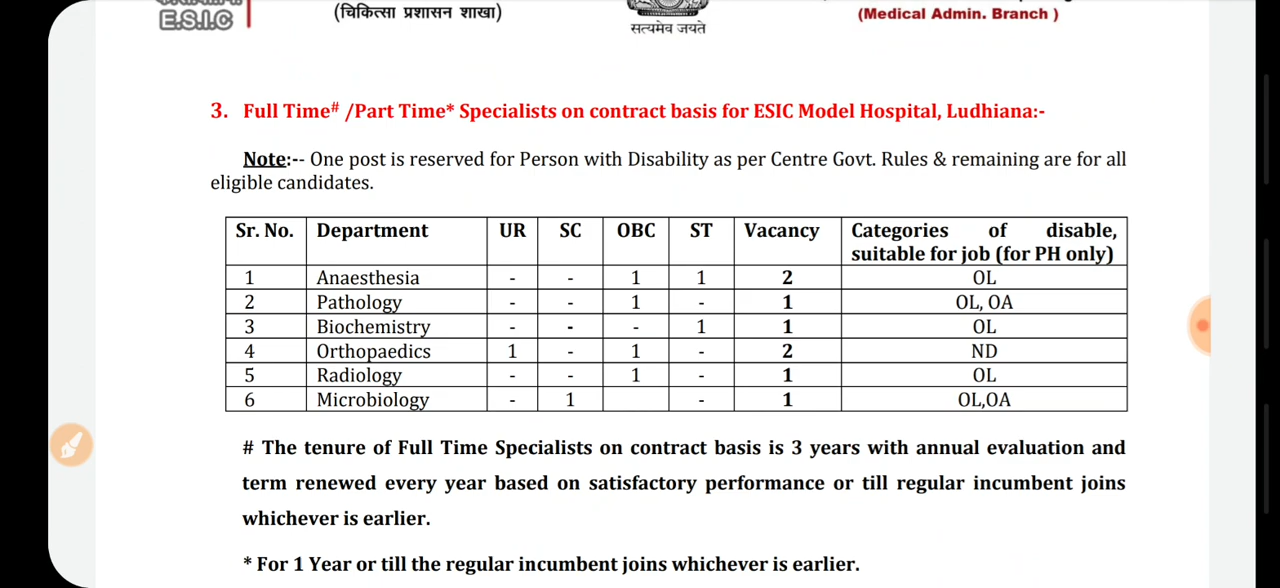 E.S.I.C
(चिकित्सा प्रशासन शाखा)
सत्यमेव जयते
(Medical Admin. Branch )
3. Full Time# /Part Time* Specialists on contract basis for ESIC Model Hospital, Ludhiana:-
Note:-- One post is reserved for Person with Disability as per Centre Govt. Rules & remaining are for all
eligible candidates.
Sr. No. Department UR SC OBC ST Vacancy Categories of disable,
suitable for job (for PH only)
1 Anaesthesia - - 1 1 2 OL
2 Pathology - - 1 - 1 OL, OA
3 Biochemistry - - - 1 1 OL
4 Orthopaedics 1 - 1 - 2 ND
5 Radiology - - 1 - 1 OL
6 Microbiology - 1 - 1 OL,OA
# The tenure of Full Time Specialists on contract basis is 3 years with annual evaluation and
term renewed every year based on satisfactory performance or till regular incumbent joins
whichever is earlier.
* For 1 Year or till the regular incumbent joins whichever is earlier.